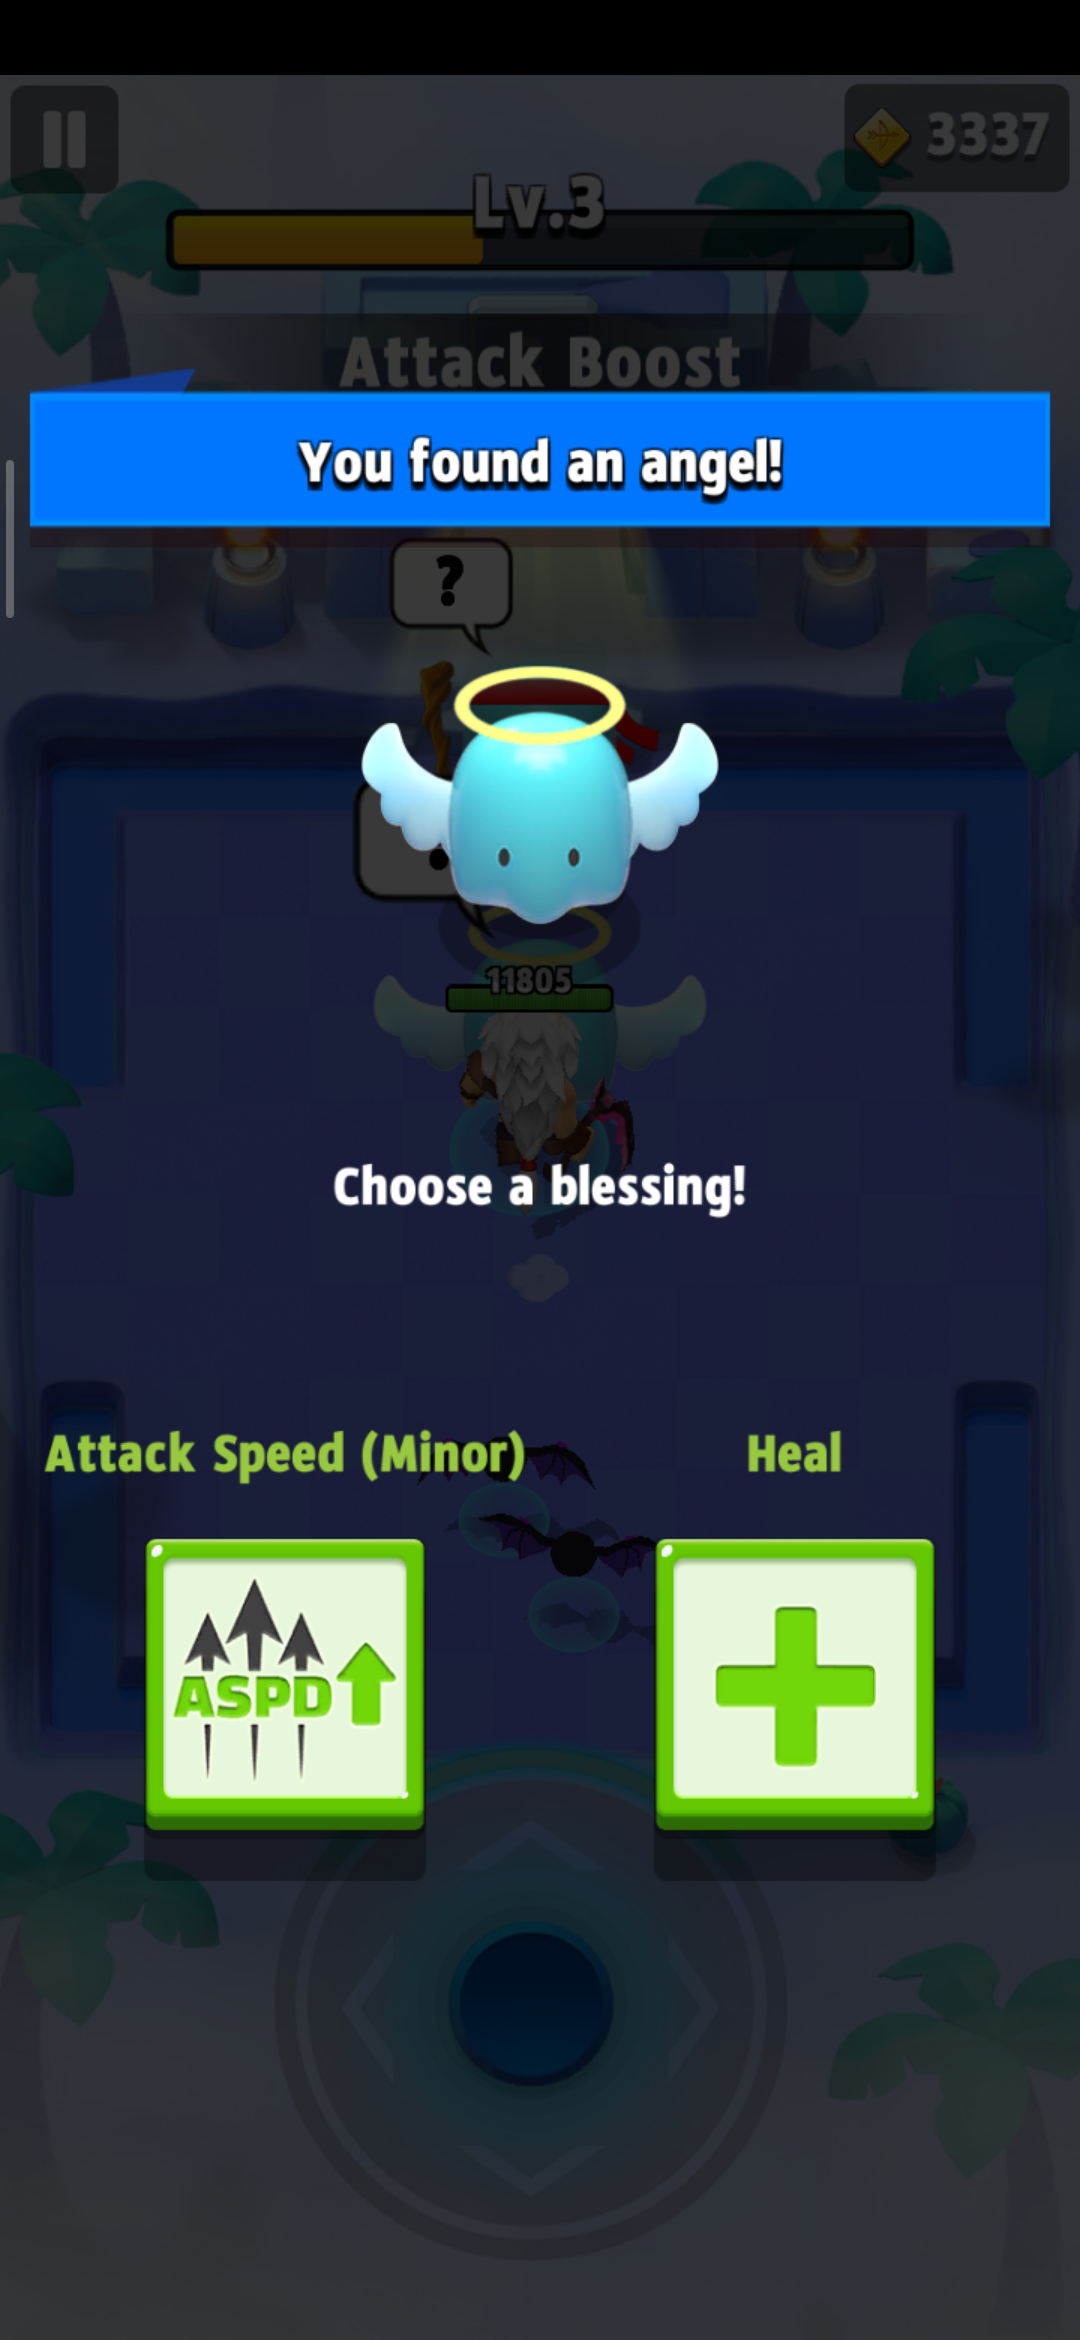 3337
Lv.3
Attack Boost
You found an angel!
?
11805
Choose a blessing!
Attack Speed (Minor)
Heal
ASPD